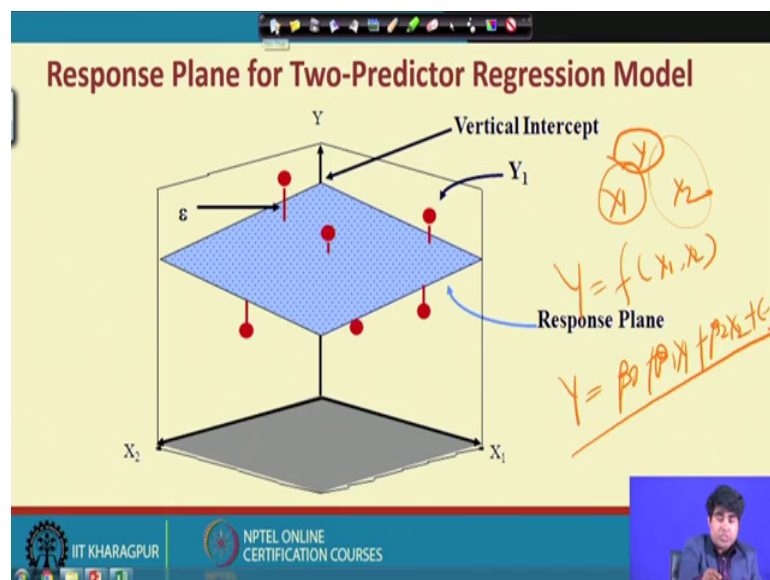 Response Plane for Two-Predictor Regression Model
Y
Vertical Intercept
Y₁
ε
Response Plane
X₂
X₁
Y
X1
X2
Y = f(X1, X2)
Y = β0 + β1X1 + β2X2 +
IIT KHARAGPUR
NPTEL ONLINE
CERTIFICATION COURSES